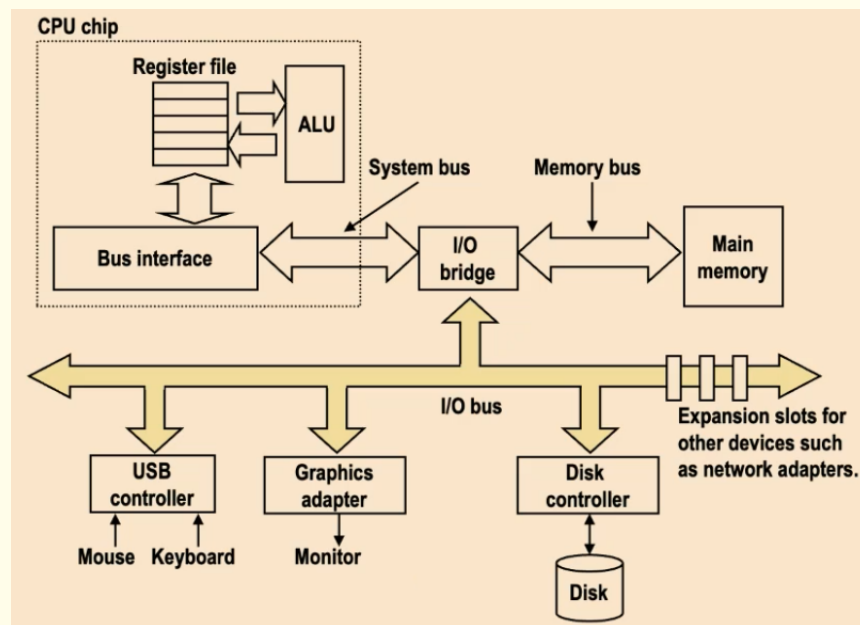 CPU chip
Register file
ALU
System bus
Memory bus
Bus interface
I/O
bridge
Main
memory
I/O bus
Expansion slots for
other devices such
as network adapters.
USB
controller
Graphics
adapter
Disk
controller
Mouse
Keyboard
Monitor
Disk